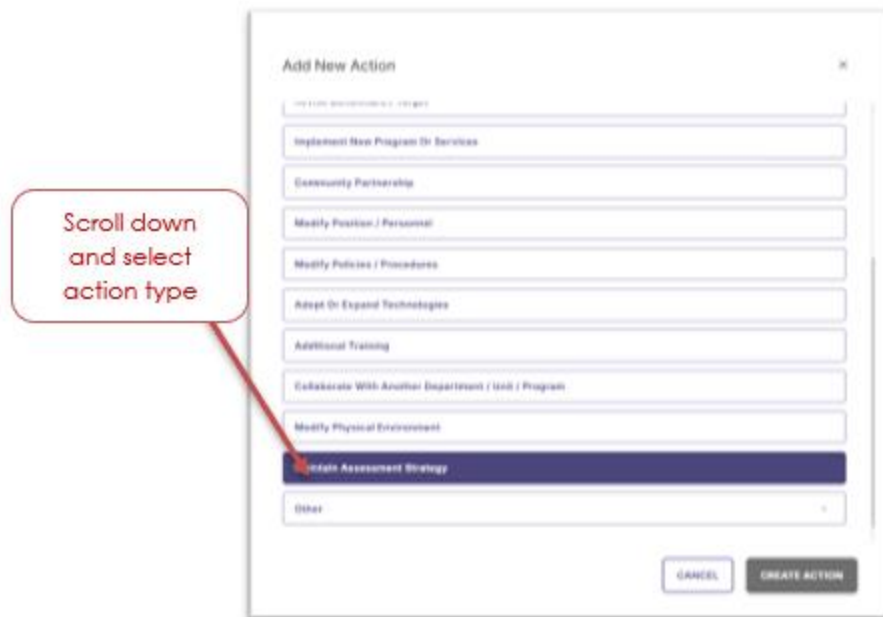 Add New Action
×
Implement New Program Or Services
Community Partnership
Modify Position / Personnel
Modify Policies / Procedures
Adopt Or Expand Technologies
Additional Training
Collaborate With Another Department / Unit / Program
Modify Physical Environment
Assessment Strategy
Other
CANCEL
CREATE ACTION
Scroll down
and select
action type